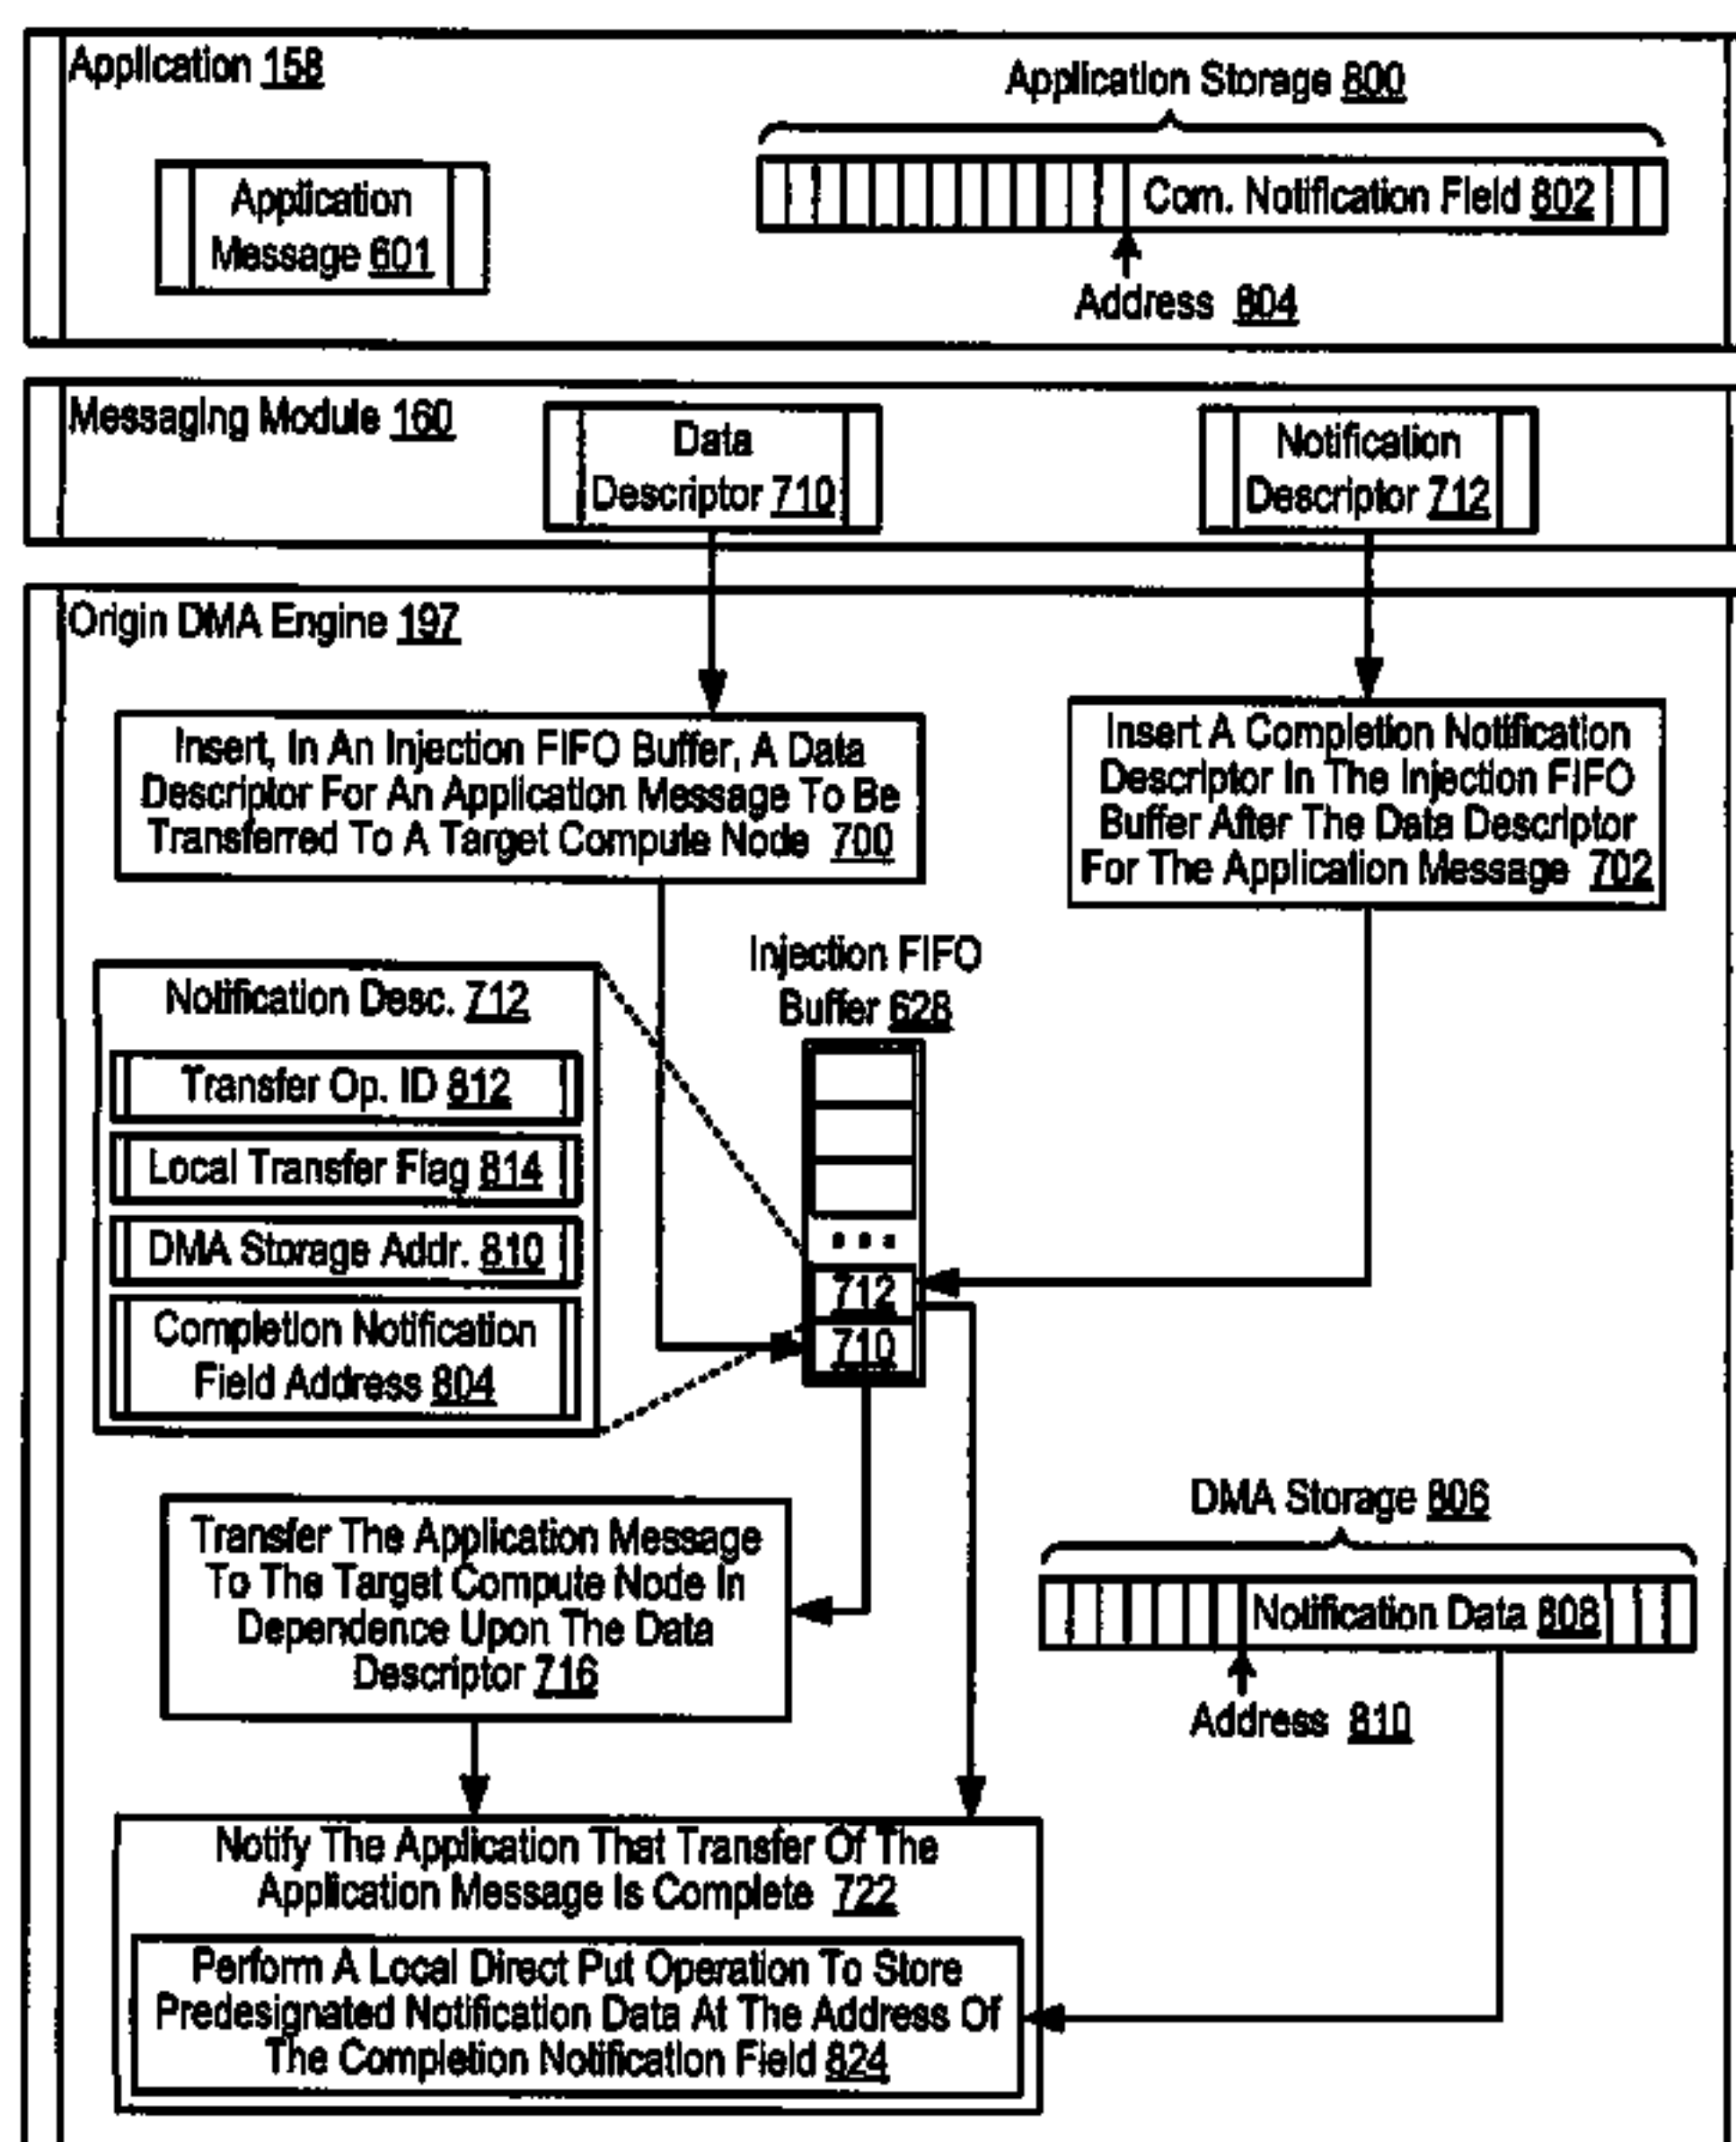 Application 158
Application Storage 800
Application
Message 601
Com. Notification Field 802
Address 804
Messaging Module 160
Data
Descriptor 710
Notification
Descriptor 712
Origin DMA Engine 197
Insert, In An Injection FIFO Buffer, A Data
Descriptor For An Application Message To Be
Transferred To A Target Compute Node 700
Insert A Completion Notification
Descriptor In The Injection FIFO
Buffer After The Data Descriptor
For The Application Message 702
Injection FIFO
Buffer 628
Notification Desc. 712
Transfer Op. ID 812
Local Transfer Flag 814
DMA Storage Addr. 810
Completion Notification
Field Address 804
• • •
712
710
Transfer The Application Message
To The Target Compute Node In
Dependence Upon The Data
Descriptor 716
DMA Storage 806
Notification Data 808
Address 810
Notify The Application That Transfer Of The
Application Message Is Complete 722
Perform A Local Direct Put Operation To Store
Predesignated Notification Data At The Address Of
The Completion Notification Field 824